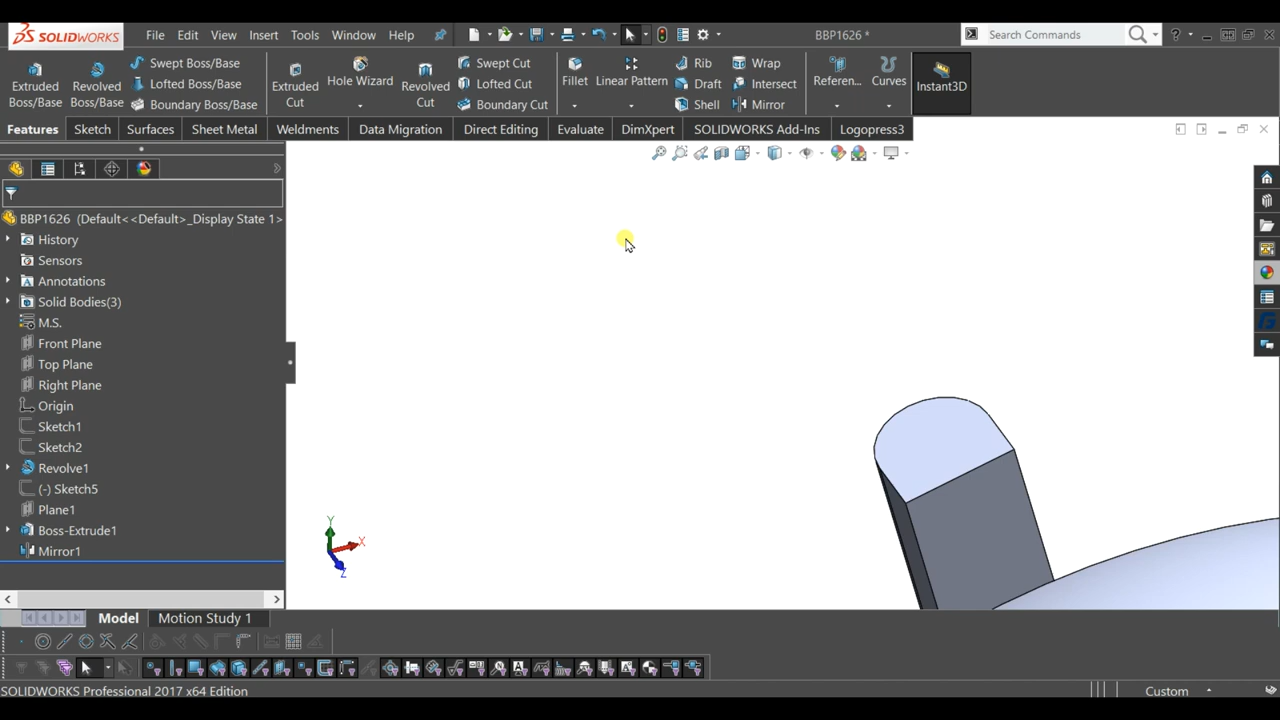 SOLIDWORKS File Edit View Insert Tools Window Help BBP1626 * Search Commands ?
Extruded Boss/Base Revolved Boss/Base Swept Boss/Base Lofted Boss/Base Boundary Boss/Base Extruded Cut Hole Wizard Revolved Cut Swept Cut Lofted Cut Boundary Cut Fillet Linear Pattern Rib Draft Shell Wrap Intersect Mirror Referen... Curves Instant3D
Features Sketch Surfaces Sheet Metal Weldments Data Migration Direct Editing Evaluate DimXpert SOLIDWORKS Add-Ins Logopress3
BBP1626 (Default<<Default>_Display State 1>
History
Sensors
Annotations
Solid Bodies(3)
M.S.
Front Plane
Top Plane
Right Plane
Origin
Sketch1
Sketch2
Revolve1
(-) Sketch5
Plane1
Boss-Extrude1
Mirror1
Y
X
Z
Model Motion Study 1
SOLIDWORKS Professional 2017 x64 Edition Custom